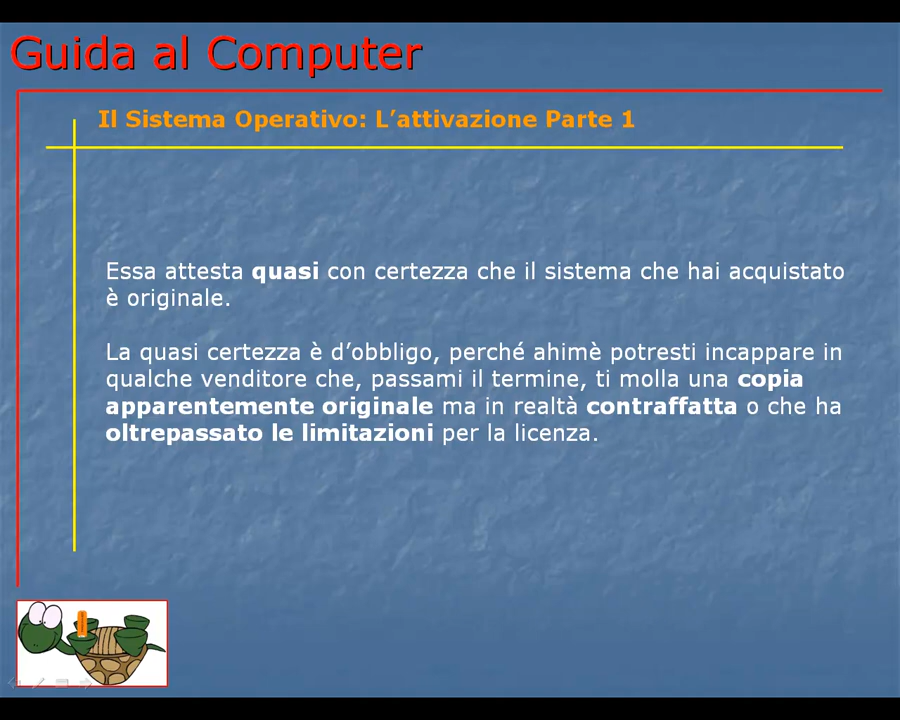 Guida al Computer
Il Sistema Operativo: L’attivazione Parte 1
Essa attesta quasi con certezza che il sistema che hai acquistato
è originale.
La quasi certezza è d’obbligo, perché ahimè potresti incappare in
qualche venditore che, passami il termine, ti molla una copia
apparentemente originale ma in realtà contraffatta o che ha
oltrepassato le limitazioni per la licenza.